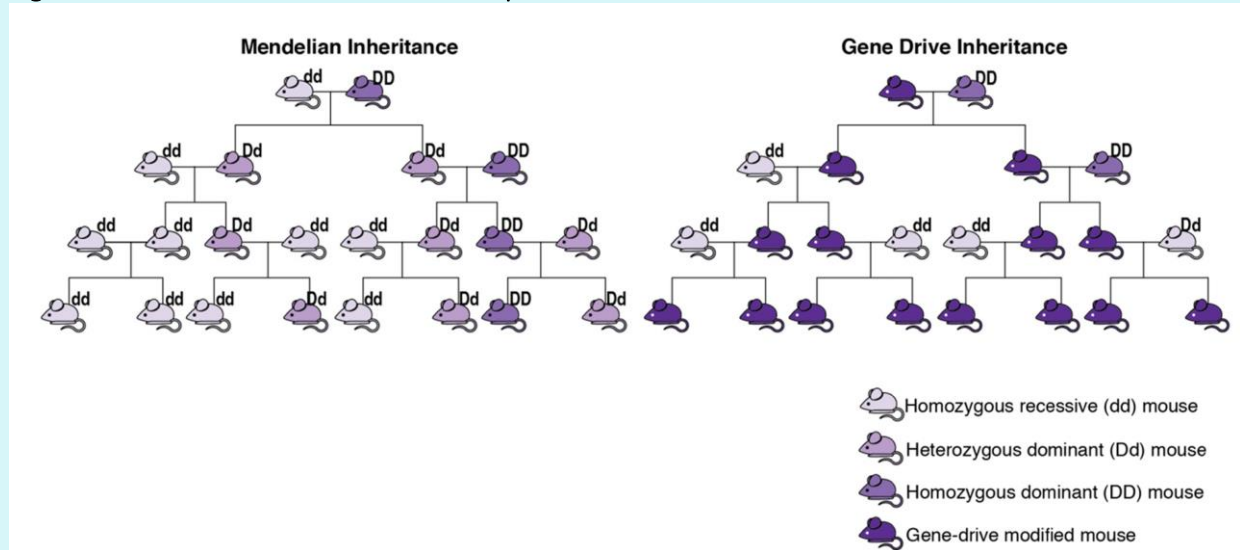 Mendelian Inheritance
dd DD
dd Dd Dd DD
dd dd Dd dd dd Dd DD Dd
dd dd dd Dd dd Dd DD Dd
Gene Drive Inheritance
DD
dd DD
dd dd dd Dd
Homozygous recessive (dd) mouse
Heterozygous dominant (Dd) mouse
Homozygous dominant (DD) mouse
Gene-drive modified mouse